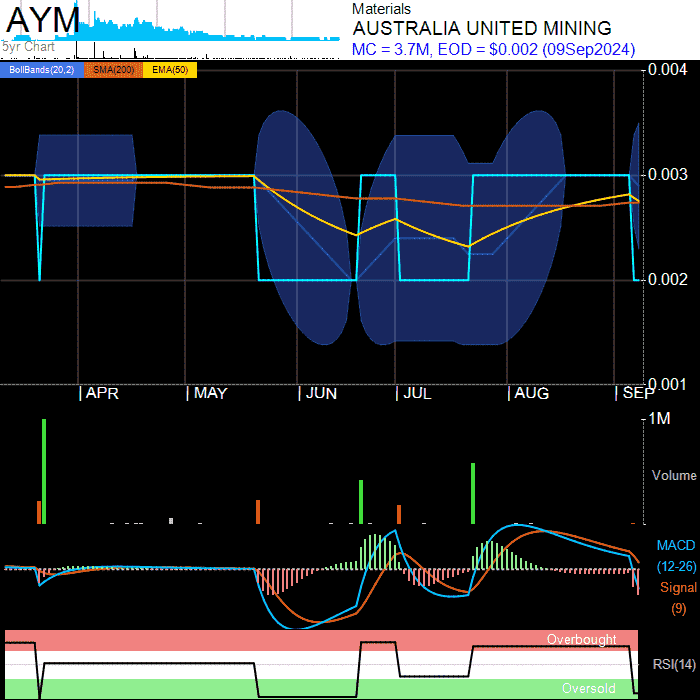 AYM
5yr Chart
Materials
AUSTRALIA UNITED MINING
MC = 3.7M, EOD = $0.002 (09Sep2024)
BollBands(20,2) SMA(200) EMA(50)
0.004
0.003
0.002
0.001
APR MAY JUN JUL AUG SEP
1M
Volume
MACD
(12-26)
Signal
(9)
Overbought
RSI(14)
Oversold